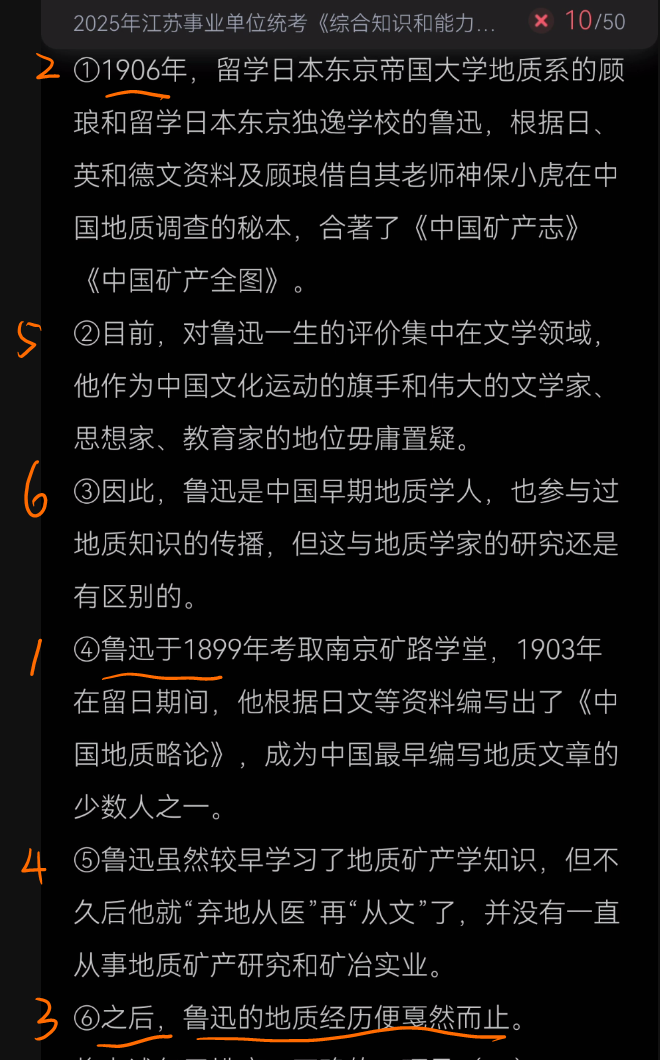 2025年江苏事业单位统考《综合知识和能力... 10/50
2 ①1906年，留学日本东京帝国大学地质系的顾
琅和留学日本东京独逸学校的鲁迅，根据日、
英和德文资料及顾琅借自其老师神保小虎在中
国地质调查的秘本，合著了《中国矿产志》
《中国矿产全图》。
5 ②目前，对鲁迅一生的评价集中在文学领域，
他作为中国文化运动的旗手和伟大的文学家、
思想家、教育家的地位毋庸置疑。
6 ③因此，鲁迅是中国早期地质学人，也参与过
地质知识的传播，但这与地质学家的研究还是
有区别的。
1 ④鲁迅于1899年考取南京矿路学堂，1903年
在留日期间，他根据日文等资料编写出了《中
国地质略论》，成为中国最早编写地质文章的
少数人之一。
4 ⑤鲁迅虽然较早学习了地质矿产学知识，但不
久后他就“弃地从医”再“从文”了，并没有一直
从事地质矿产研究和矿冶实业。
3 ⑥之后，鲁迅的地质经历便戛然而止。